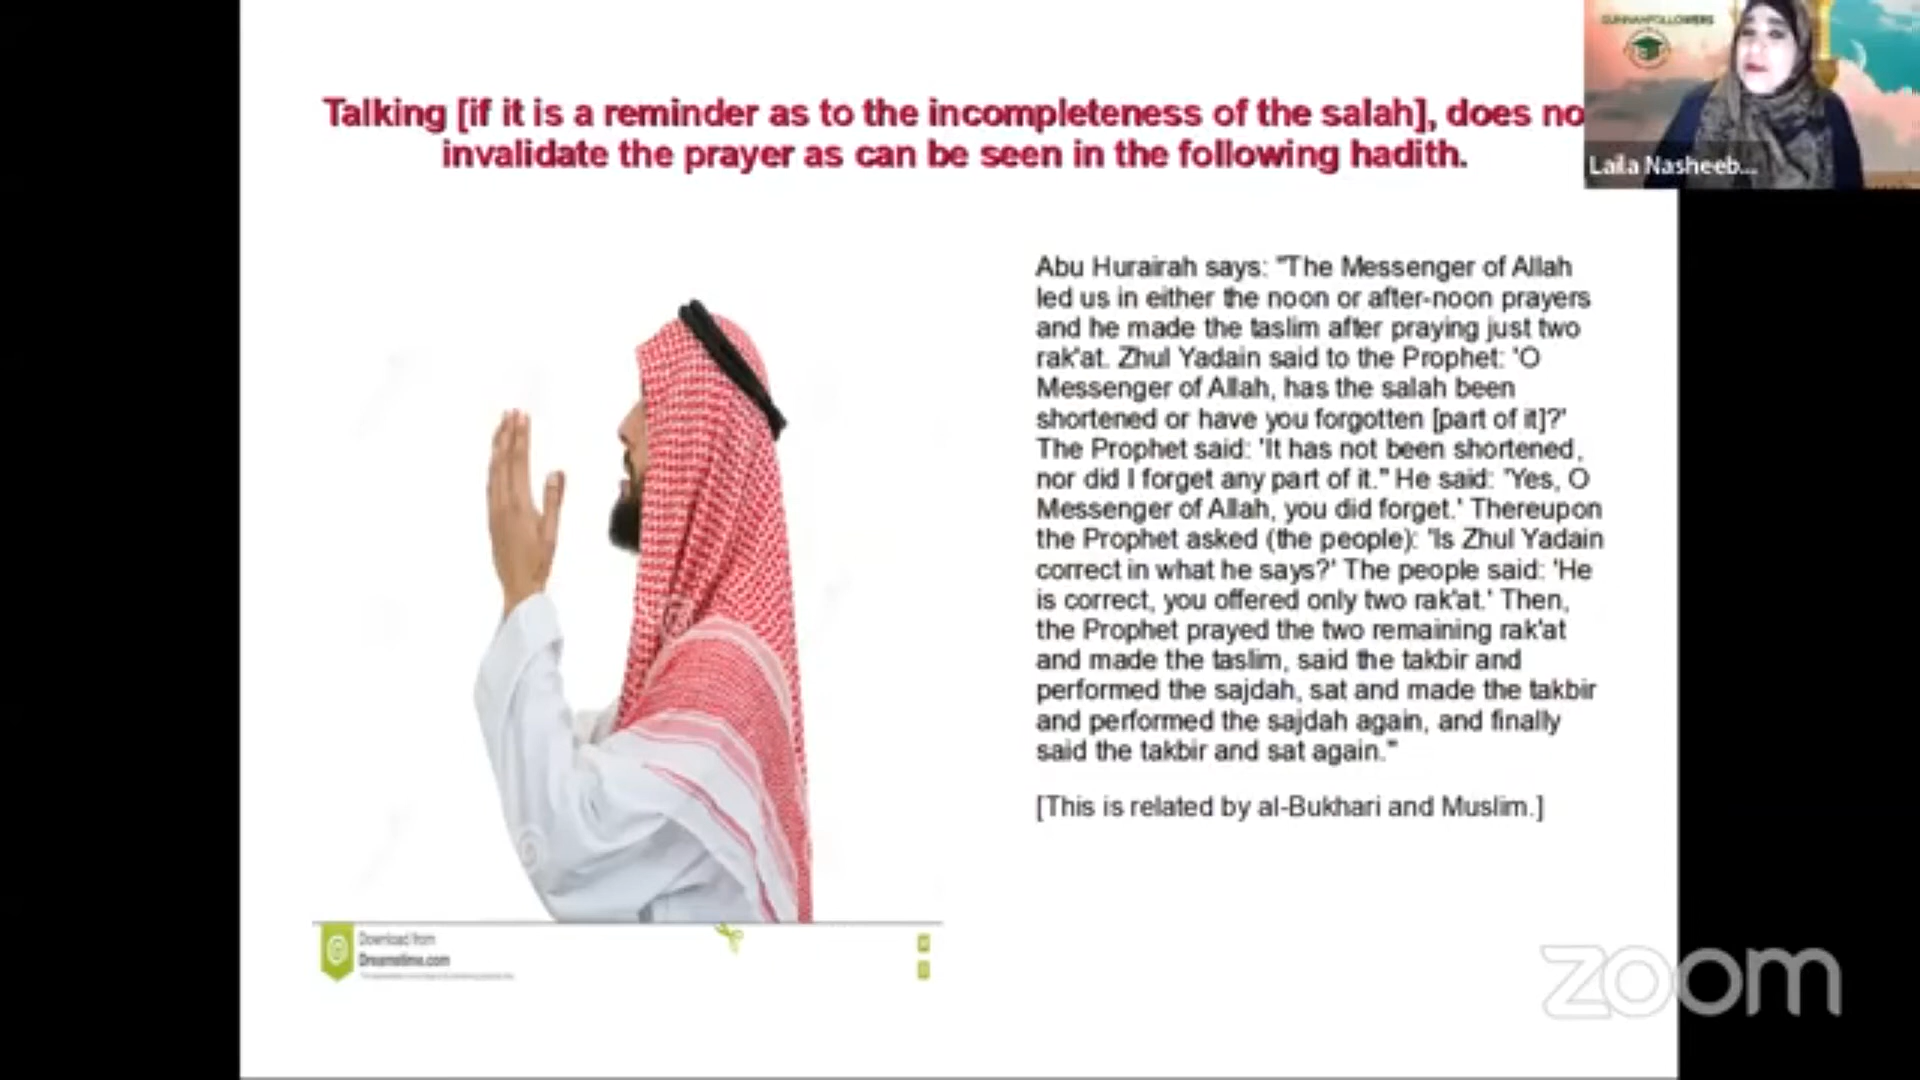 SUNNAHFOLLOWERS
Talking [if it is a reminder as to the incompleteness of the salah], does no
invalidate the prayer as can be seen in the following hadith.
Laila Nasheeb...
Abu Hurairah says: "The Messenger of Allah
led us in either the noon or after-noon prayers
and he made the taslim after praying just two
rak'at. Zhul Yadain said to the Prophet: 'O
Messenger of Allah, has the salah been
shortened or have you forgotten [part of it]?'
The Prophet said: 'It has not been shortened,
nor did I forget any part of it." He said: 'Yes, O
Messenger of Allah, you did forget.' Thereupon
the Prophet asked (the people): 'Is Zhul Yadain
correct in what he says?' The people said: 'He
is correct, you offered only two rak'at.' Then,
the Prophet prayed the two remaining rak'at
and made the taslim, said the takbir and
performed the sajdah, sat and made the takbir
and performed the sajdah again, and finally
said the takbir and sat again."
[This is related by al-Bukhari and Muslim.]
Download from
Dreamstime.com
zoom